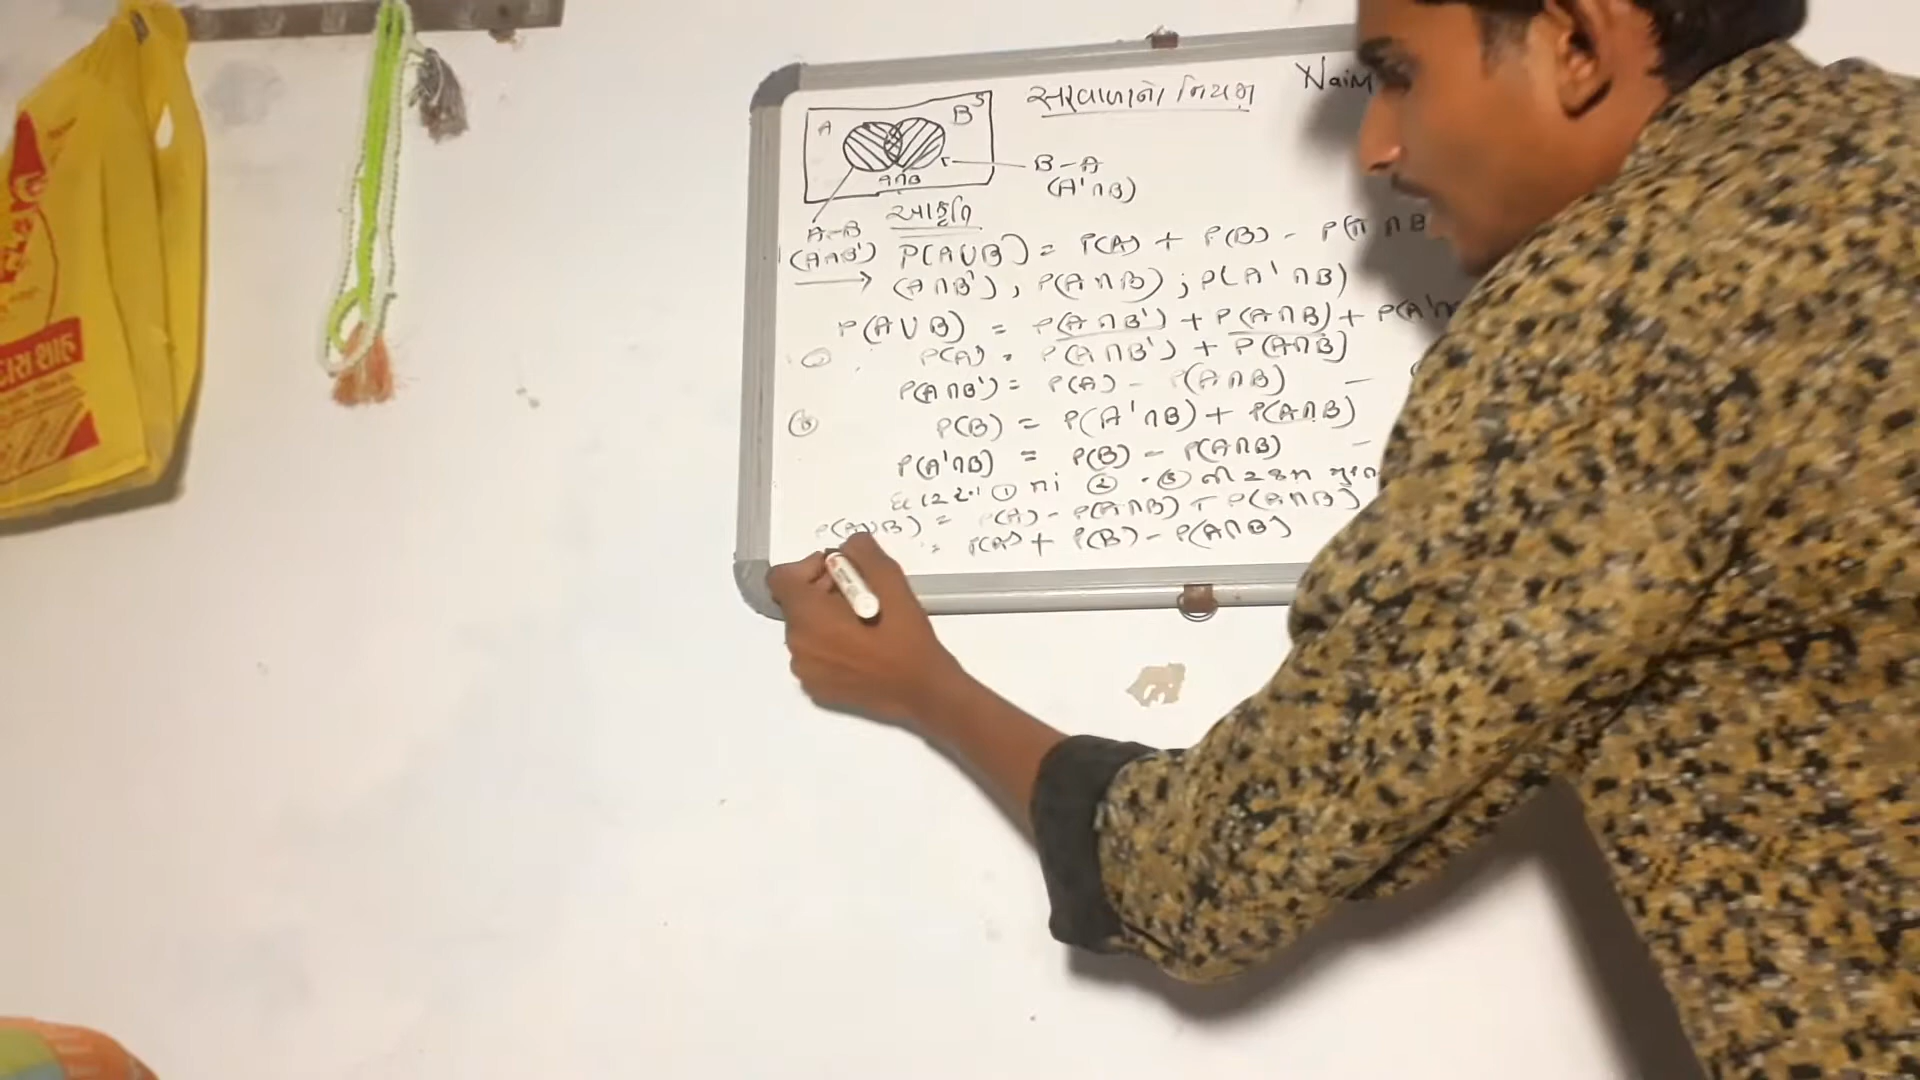 સરવાળાનો નિયમ
Naim
A
B
S
A∩B
B-A
(A'∩B)
આકૃતિ
A-B
(A∩B')
P(A∪B) = P(A) + P(B) - P(A ∩ B
→ (A∩B'), P(A∩B) ; P(A'∩B)
P(A∪B) = P(A∩B') + P(A∩B) + P(A'∩
P(A) = P(A∩B') + P(A∩B)
P(A∩B') = P(A) - P(A∩B) —
P(B) = P(A'∩B) + P(A∩B)
P(A'∩B) = P(B) - P(A∩B) —
① ②
P(A∪B) = P(A) - P(A∩B) + P(A∩B)
= P(A) + P(B) - P(A∩B)
શાહ